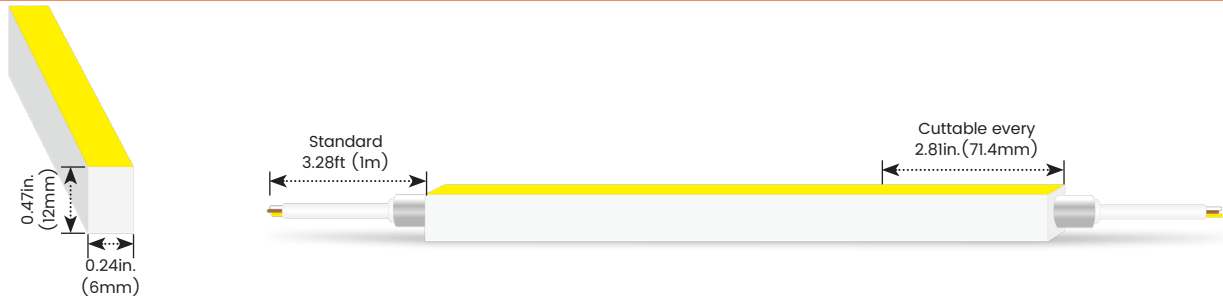 0.47in.
(12mm)
0.24in.
(6mm)
Standard
3.28ft (1m)
Cuttable every
2.81in.(71.4mm)